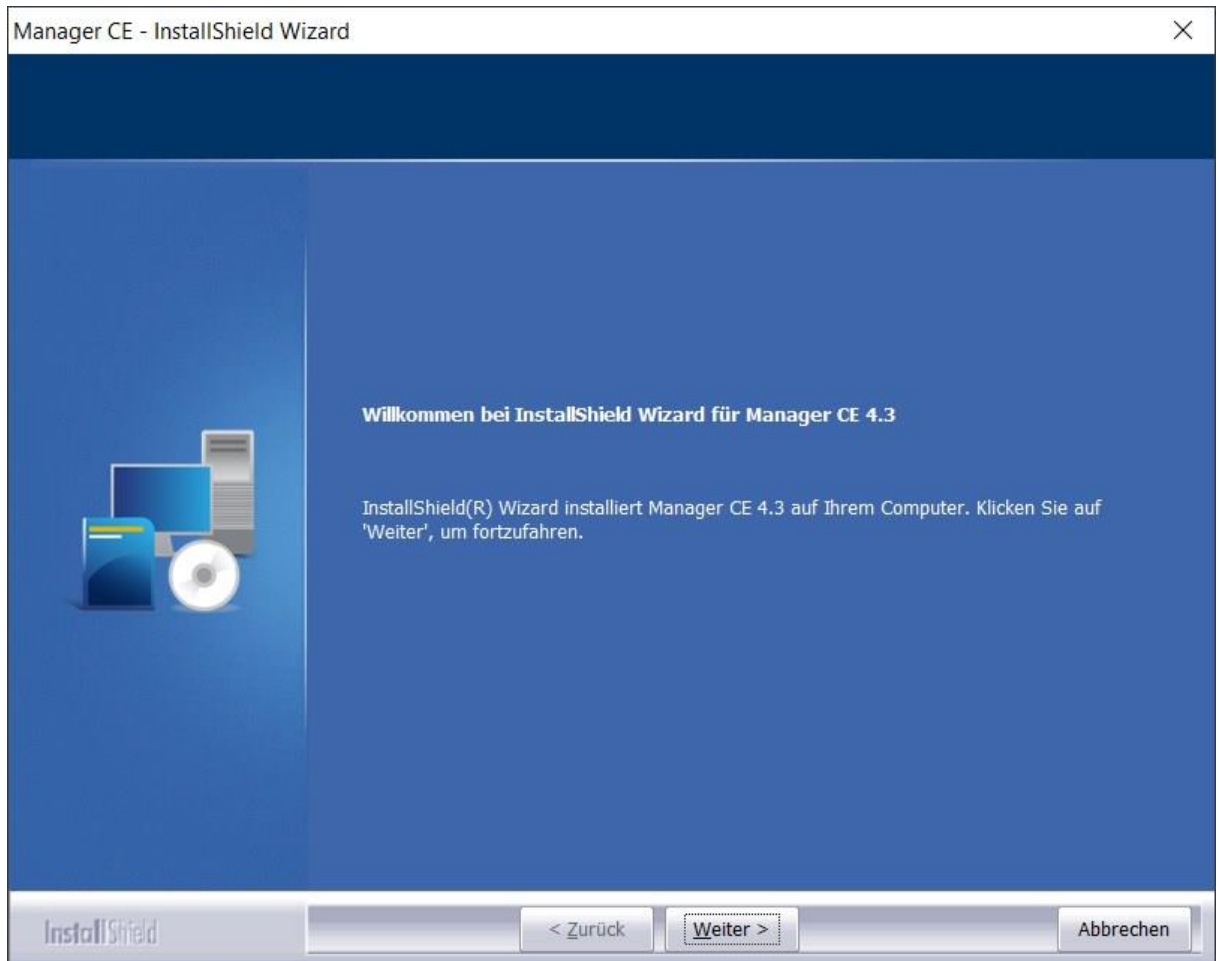 Manager CE - InstallShield Wizard
Willkommen bei InstallShield Wizard für Manager CE 4.3
InstallShield(R) Wizard installiert Manager CE 4.3 auf Ihrem Computer. Klicken Sie auf
'Weiter', um fortzufahren.
InstallShield
< Zurück
Weiter >
Abbrechen